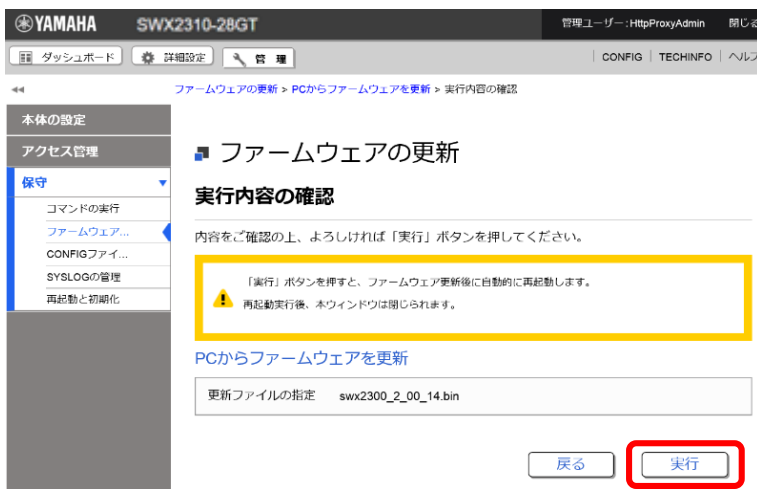 YAMAHA SWX2310-28GT 管理ユーザー:HttpProxyAdmin 閉じる
ダッシュボード 詳細設定 管理 CONFIG TECHINFO ヘルプ
ファームウェアの更新 > PCからファームウェアを更新 > 実行内容の確認
本体の設定
アクセス管理
保守
コマンドの実行
ファームウェア...
CONFIGファイ...
SYSLOGの管理
再起動と初期化
ファームウェアの更新
実行内容の確認
内容をご確認の上、よろしければ「実行」ボタンを押してください。
「実行」ボタンを押すと、ファームウェア更新後に自動的に再起動します。
再起動実行後、本ウィンドウは閉じられます。
PCからファームウェアを更新
更新ファイルの指定 swx2300_2_00_14.bin
戻る 実行